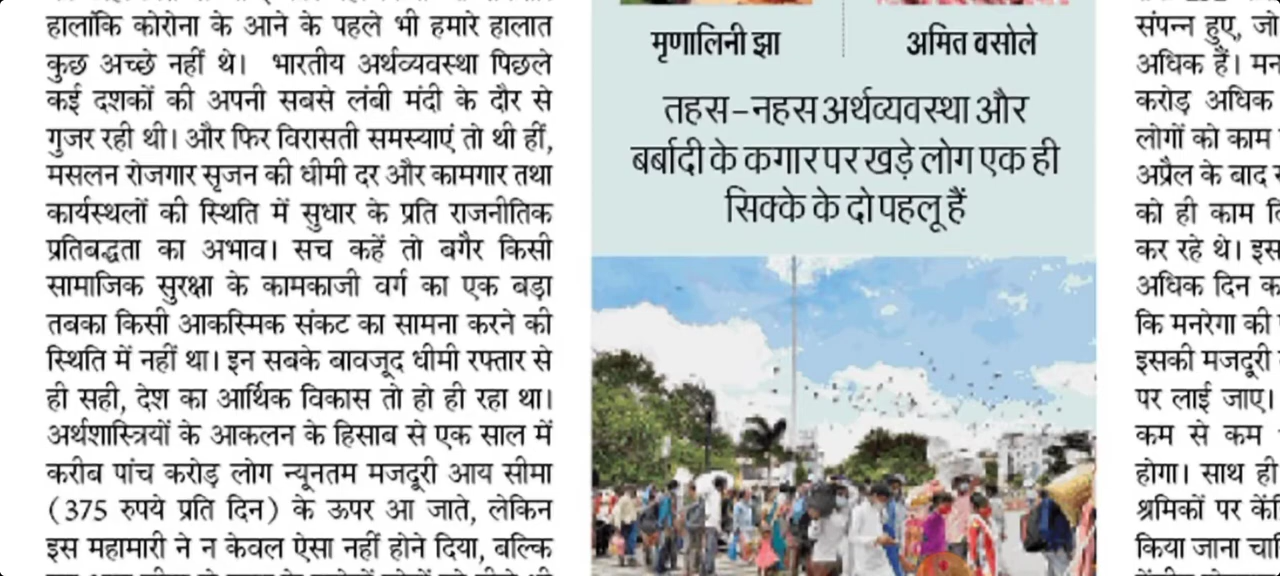 हालांकि कोरोना के आने के पहले भी हमारे हालात
कुछ अच्छे नहीं थे। भारतीय अर्थव्यवस्था पिछले
कई दशकों की अपनी सबसे लंबी मंदी के दौर से
गुजर रही थी। और फिर विरासती समस्याएं तो थी हीं,
मसलन रोजगार सृजन की धीमी दर और कामगार तथा
कार्यस्थलों की स्थिति में सुधार के प्रति राजनीतिक
प्रतिबद्धता का अभाव। सच कहें तो बगैर किसी
सामाजिक सुरक्षा के कामकाजी वर्ग का एक बड़ा
तबका किसी आकस्मिक संकट का सामना करने की
स्थिति में नहीं था। इन सबके बावजूद धीमी रफ्तार से
ही सही, देश का आर्थिक विकास तो हो ही रहा था।
अर्थशास्त्रियों के आकलन के हिसाब से एक साल में
करीब पांच करोड़ लोग न्यूनतम मजदूरी आय सीमा
(375 रुपये प्रति दिन) के ऊपर आ जाते, लेकिन
इस महामारी ने न केवल ऐसा नहीं होने दिया, बल्कि
मृणालिनी झा
अमित वसोले
तहस-नहस अर्थव्यवस्था और
बर्बादी के कगार पर खड़े लोग एक ही
सिक्के के दो पहलू हैं
संपन्न हुए, जो
अधिक हैं। मन
करोड़ अधिक
लोगों को काम
अप्रैल के बाद
को ही काम
कर रहे थे। इस
अधिक दिन क
कि मनरेगा की
इसकी मजदूरी
पर लाई जाए।
कम से कम
होगा। साथ ही
श्रमिकों पर केंि
किया जाना चाि